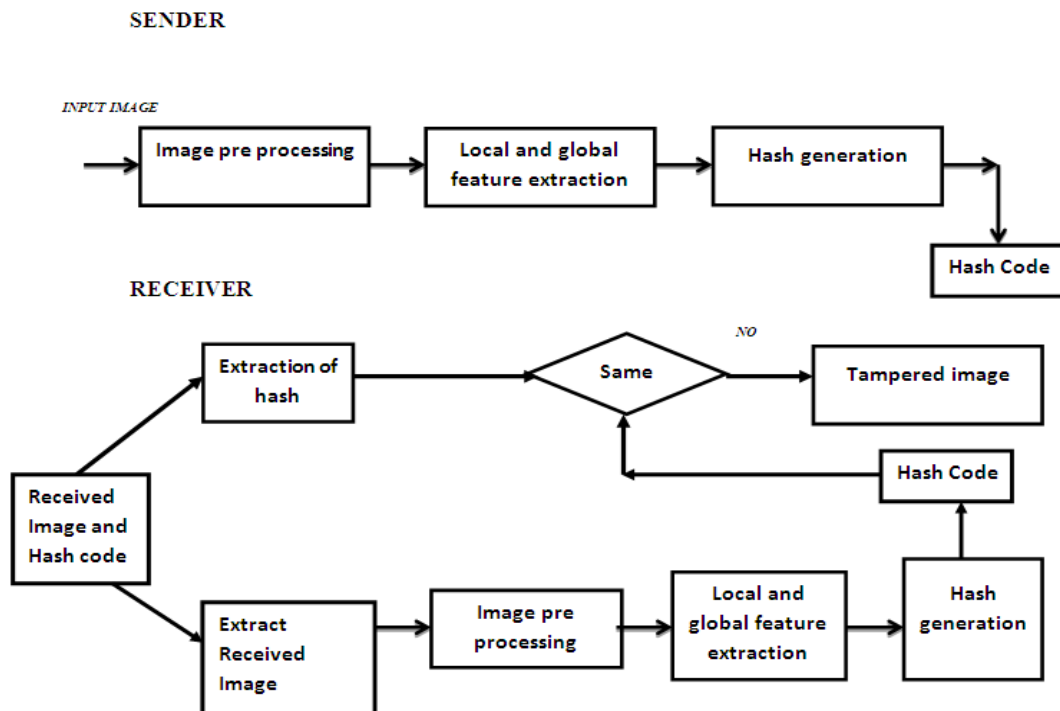 SENDER
INPUT IMAGE
Image pre processing
Local and global
feature extraction
Hash generation
Hash Code
RECEIVER
Extraction of
hash
Same
NO
Tampered image
Received
Image and
Hash code
Hash Code
Extract
Received
Image
Image pre
processing
Local and
global feature
extraction
Hash
generation